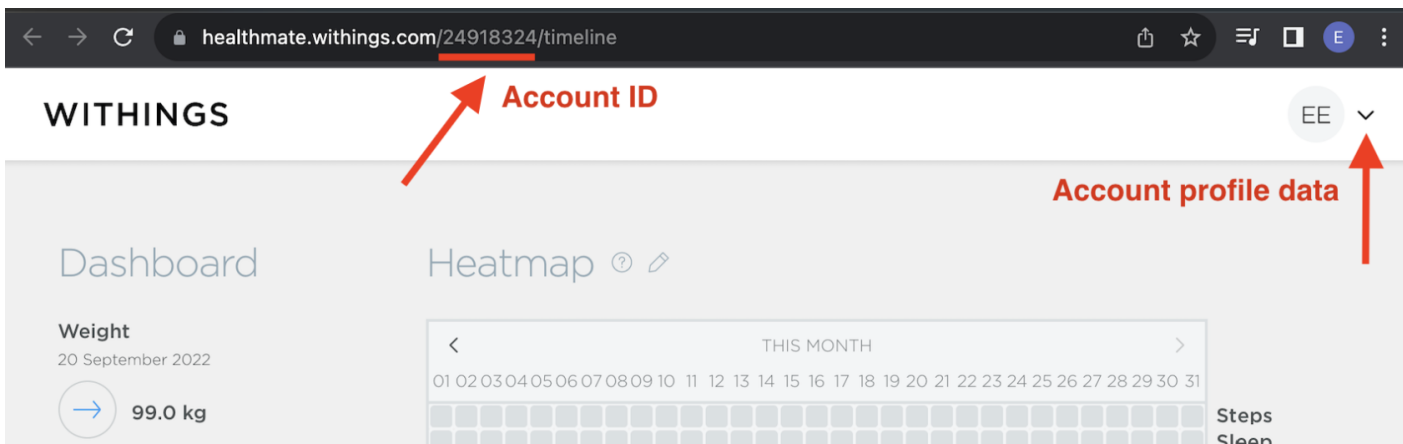 healthmate.withings.com/24918324/timeline
E
Account ID
WITHINGS
EE
Account profile data
Dashboard
Heatmap ?
Weight
20 September 2022
99.0 kg
THIS MONTH
01 02 03 04 05 06 07 08 09 10 11 12 13 14 15 16 17 18 19 20 21 22 23 24 25 26 27 28 29 30 31
Steps
Sleep